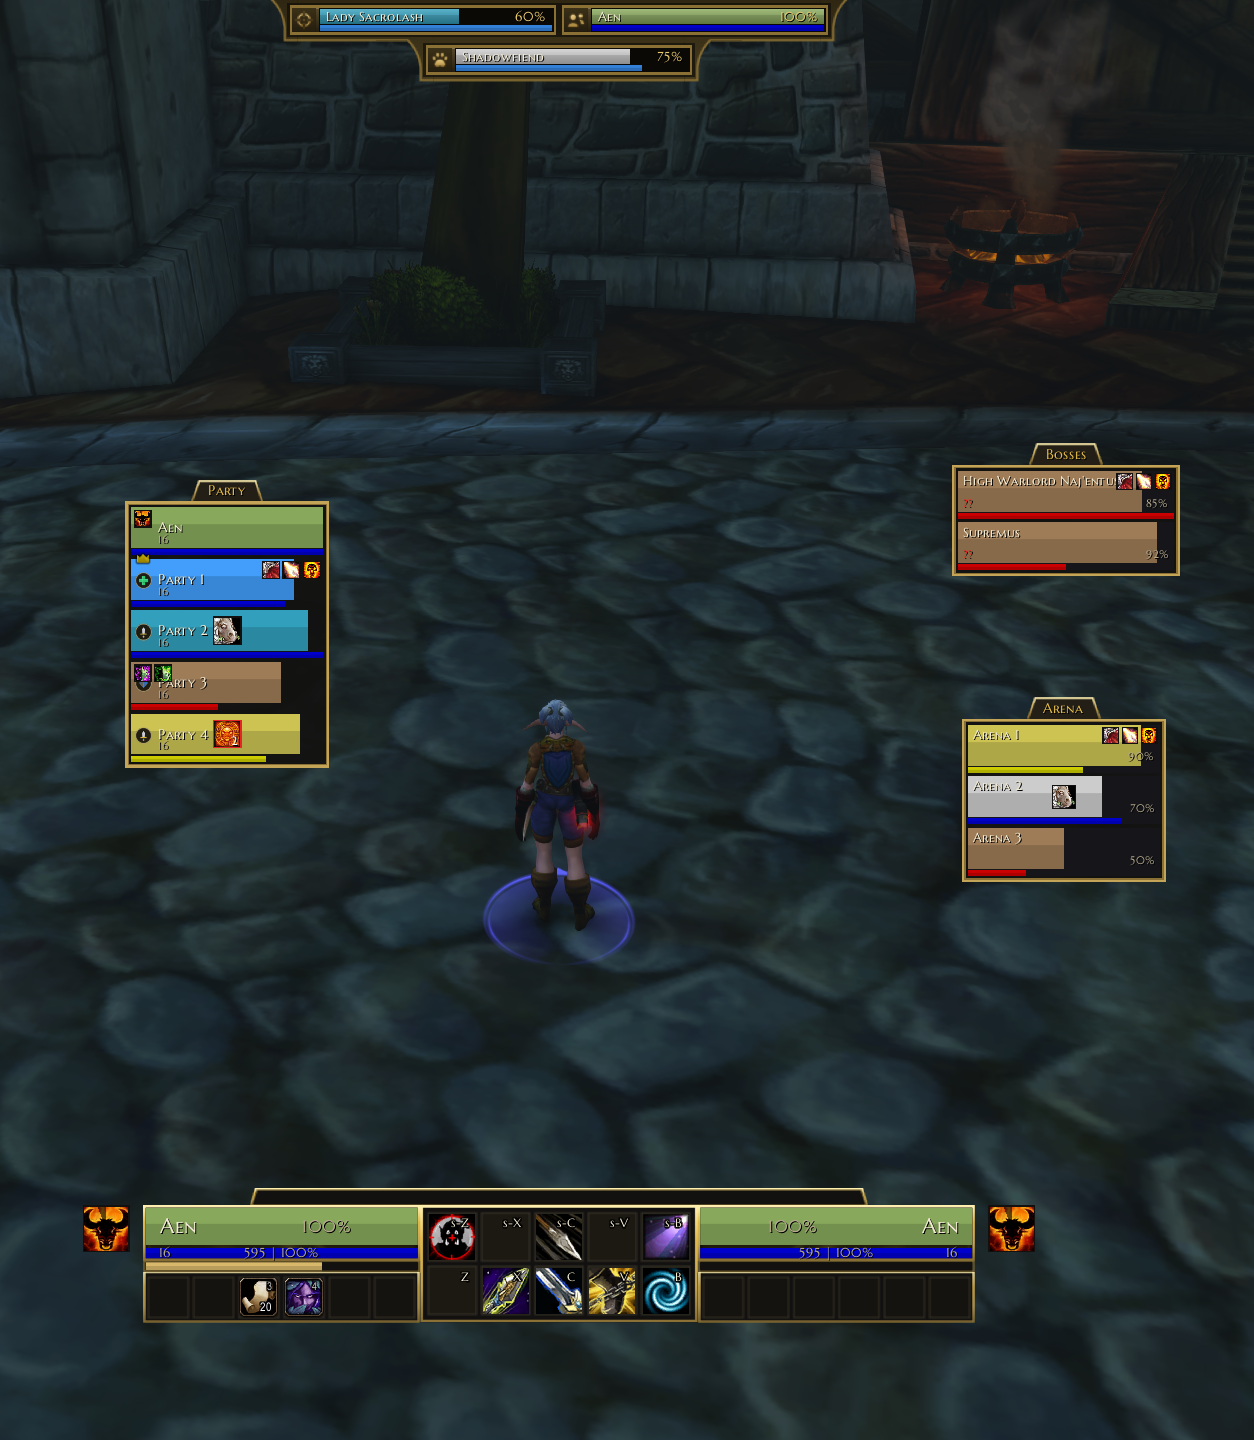 Lady Sacrolash 60%
Aen 100%
Shadowfiend 75%
Bosses
High Warlord Naj'entu
?? 85%
Supremus
?? 92%
Party
Aen
16
Party 1
16
Party 2
16
Party 3
16
Party 4
16
2
Arena
Arena 1
90%
Arena 2
70%
Arena 3
50%
s-Z s-X s-C s-V s-B
Aen 100%
100% Aen
16 595 | 100%
595 | 100% 16
Z X C V B
3
20
4